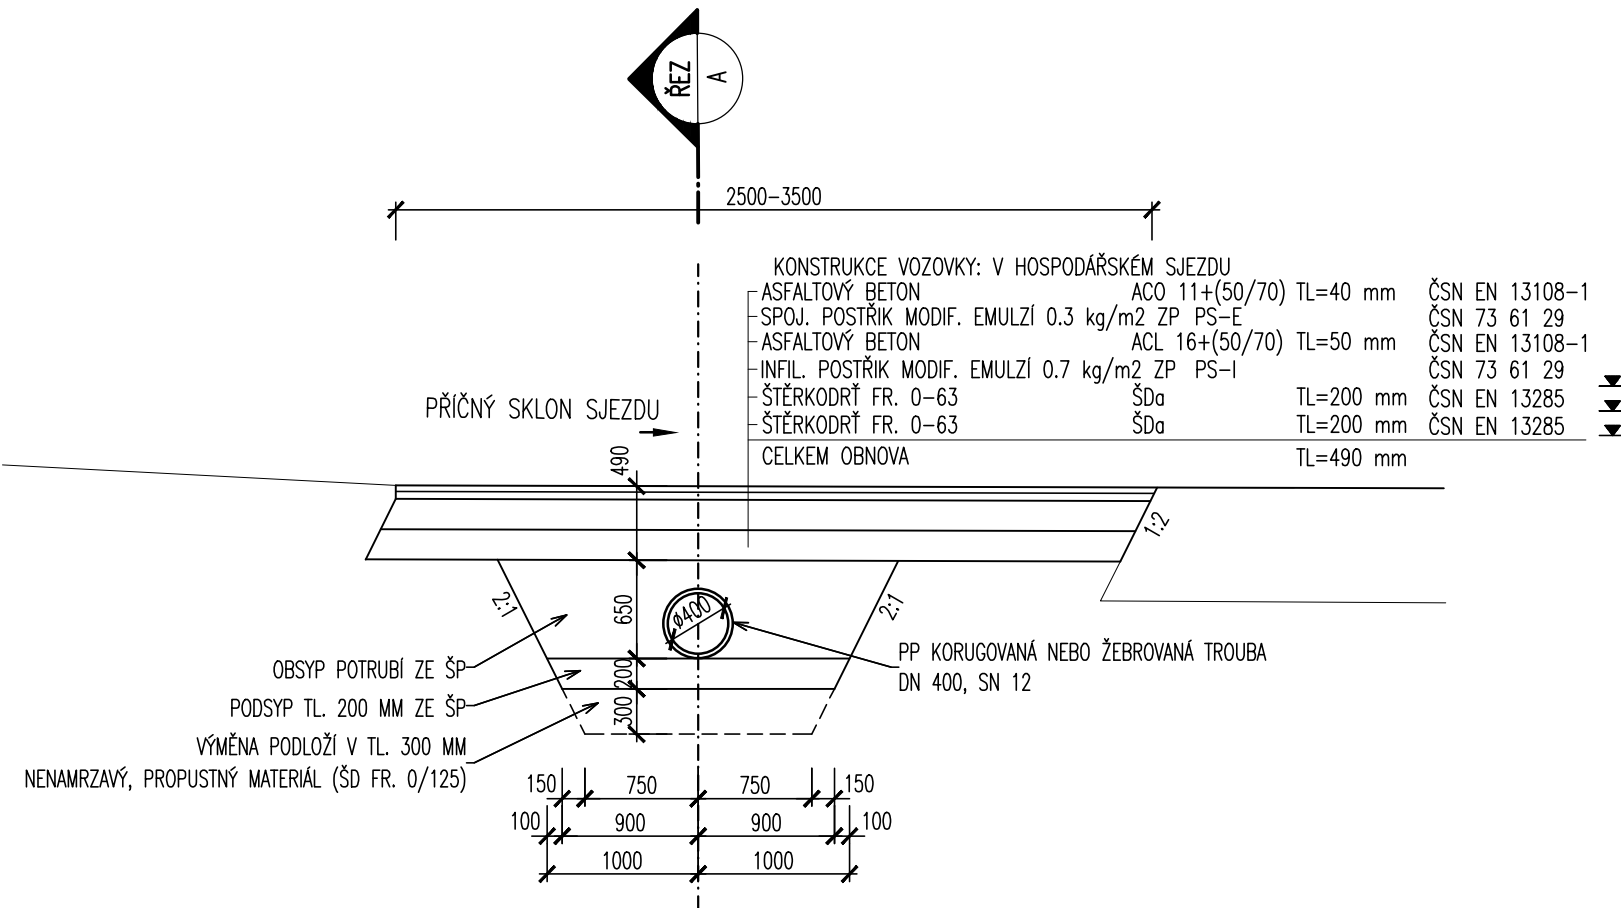 ŘEZ
A
2500-3500
KONSTRUKCE VOZOVKY: V HOSPODÁŘSKÉM SJEZDU
ASFALTOVÝ BETON ACO 11+(50/70) TL=40 mm ČSN EN 13108-1
SPOJ. POSTŘIK MODIF. EMULZÍ 0.3 kg/m2 ZP PS-E ČSN 73 61 29
ASFALTOVÝ BETON ACL 16+(50/70) TL=50 mm ČSN EN 13108-1
INFIL. POSTŘIK MODIF. EMULZÍ 0.7 kg/m2 ZP PS-I ČSN 73 61 29
ŠTĚRKODRŤ FR. 0-63 ŠDa TL=200 mm ČSN EN 13285
ŠTĚRKODRŤ FR. 0-63 ŠDa TL=200 mm ČSN EN 13285
CELKEM OBNOVA TL=490 mm
PŘÍČNÝ SKLON SJEZDU
490
1:2
2:1
650
ø400
2:1
OBSYP POTRUBÍ ZE ŠP
200
PP KORUGOVANÁ NEBO ŽEBROVANÁ TROUBA
DN 400, SN 12
PODSYP TL. 200 MM ZE ŠP
300
VÝMĚNA PODLOŽÍ V TL. 300 MM
NENAMRZAVÝ, PROPUSTNÝ MATERIÁL (ŠD FR. 0/125)
150 750 750 150
100 900 900 100
1000 1000